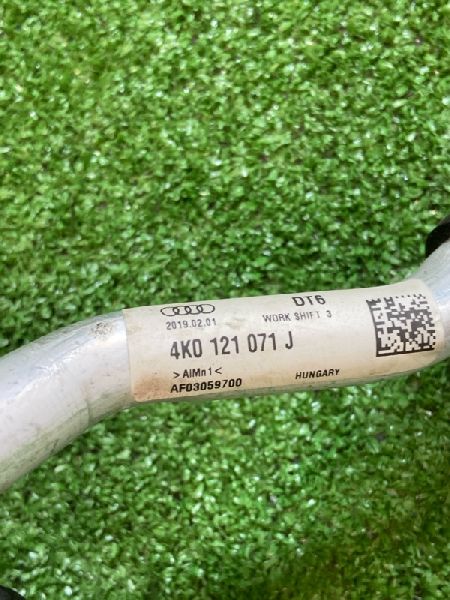 DT6
2019.02.01 WORK SHIFT 3
4K0 121 071 J
>AlMn1< HUNGARY
AF03059700